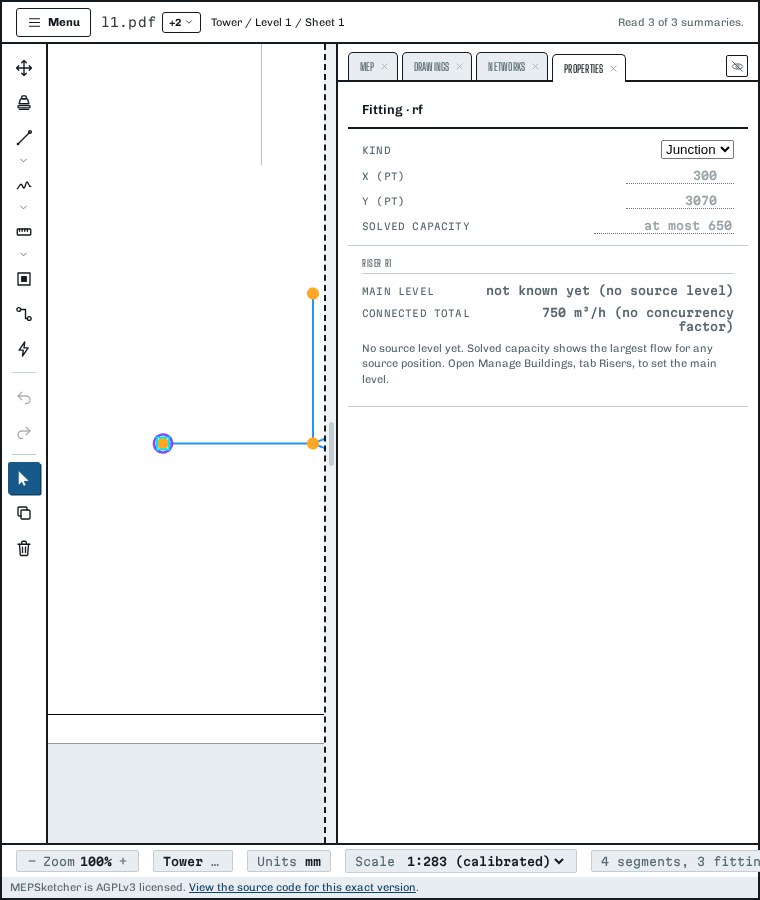 Menu l1.pdf +2 Tower / Level 1 / Sheet 1 Read 3 of 3 summaries.
MEP DRAWINGS NETWORKS PROPERTIES
Fitting · rf
KIND Junction
X (PT) 300
Y (PT) 3070
SOLVED CAPACITY at most 650
RISER R1
MAIN LEVEL not known yet (no source level)
CONNECTED TOTAL 750 m³/h (no concurrency
factor)
No source level yet. Solved capacity shows the largest flow for any
source position. Open Manage Buildings, tab Risers, to set the main
level.
− Zoom 100% + Tower … Units mm Scale 1:283 (calibrated) 4 segments, 3 fittin
MEPSketcher is AGPLv3 licensed. View the source code for this exact version.